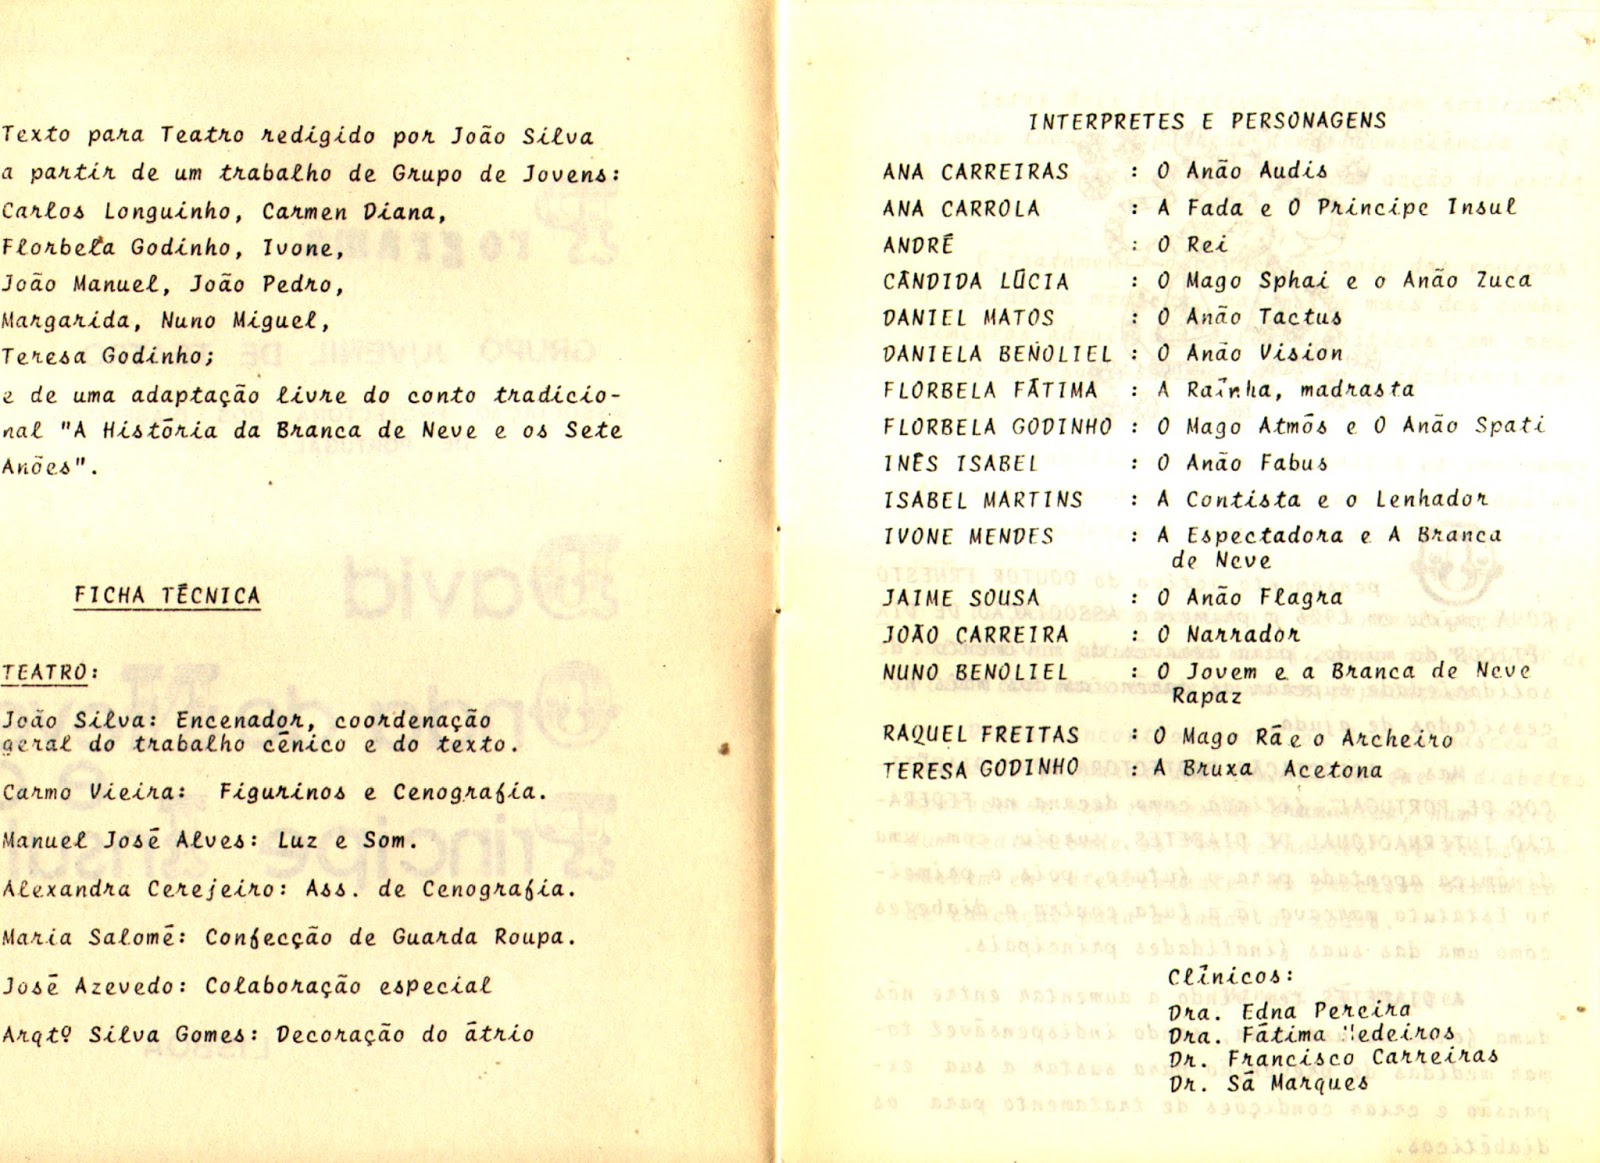 Texto para Teatro redigido por João Silva
a partir de um trabalho de Grupo de Jovens:
Carlos Longuinho, Carmen Diana,
Florbela Godinho, Ivone,
João Manuel, João Pedro,
Margarida, Nuno Miguel,
Teresa Godinho;
e de uma adaptação livre do conto tradicio-
nal "A História da Branca de Neve e os Sete
Anões".
FICHA TÉCNICA
TEATRO:
João Silva: Encenador, coordenação
geral do trabalho cénico e do texto.
Carmo Vieira: Figurinos e Cenografia.
Manuel José Alves: Luz e Som.
Alexandra Cerejeiro: Ass. de Cenografia.
Maria Salomé: Confecção de Guarda Roupa.
José Azevedo: Colaboração especial
Arqtº Silva Gomes: Decoração do átrio
INTERPRETES E PERSONAGENS
ANA CARREIRAS : O Anão Audis
ANA CARROLA : A Fada e O Principe Insul
ANDRÉ : O Rei
CÂNDIDA LÚCIA : O Mago Sphai e o Anão Zuca
DANIEL MATOS : O Anão Tactus
DANIELA BENOLIEL : O Anão Vision
FLORBELA FÁTIMA : A Raínha, madrasta
FLORBELA GODINHO : O Mago Atmós e O Anão Spati
INÊS ISABEL : O Anão Fabus
ISABEL MARTINS : A Contista e o Lenhador
IVONE MENDES : A Espectadora e A Branca
de Neve
JAIME SOUSA : O Anão Flagra
JOÃO CARREIRA : O Narrador
NUNO BENOLIEL : O Jovem e a Branca de Neve
Rapaz
RAQUEL FREITAS : O Mago Rã e o Archeiro
TERESA GODINHO : A Bruxa Acetona
Clínicos:
Dra. Edna Pereira
Dra. Fátima Medeiros
Dr. Francisco Carreiras
Dr. Sá Marques